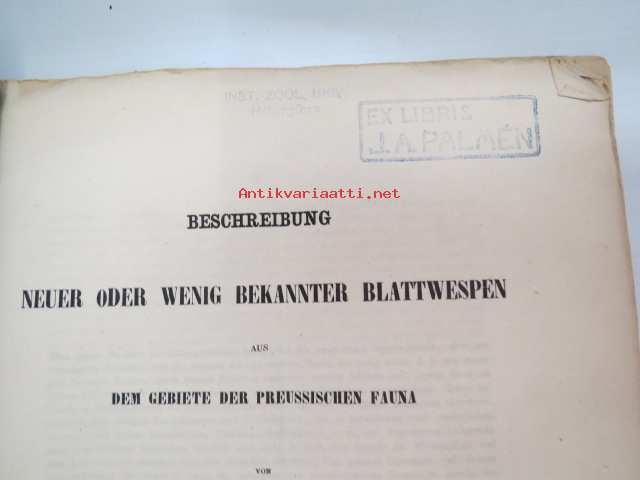 INST. ZOOL. UNIV.
EX LIBRIS
J. A. PALMÉN
Antikvariaatti.net
BESCHREIBUNG
NEUER ODER WENIG BEKANNTER BLATTWESPEN
AUS
DEM GEBIETE DER PREUSSISCHEN FAUNA
VON